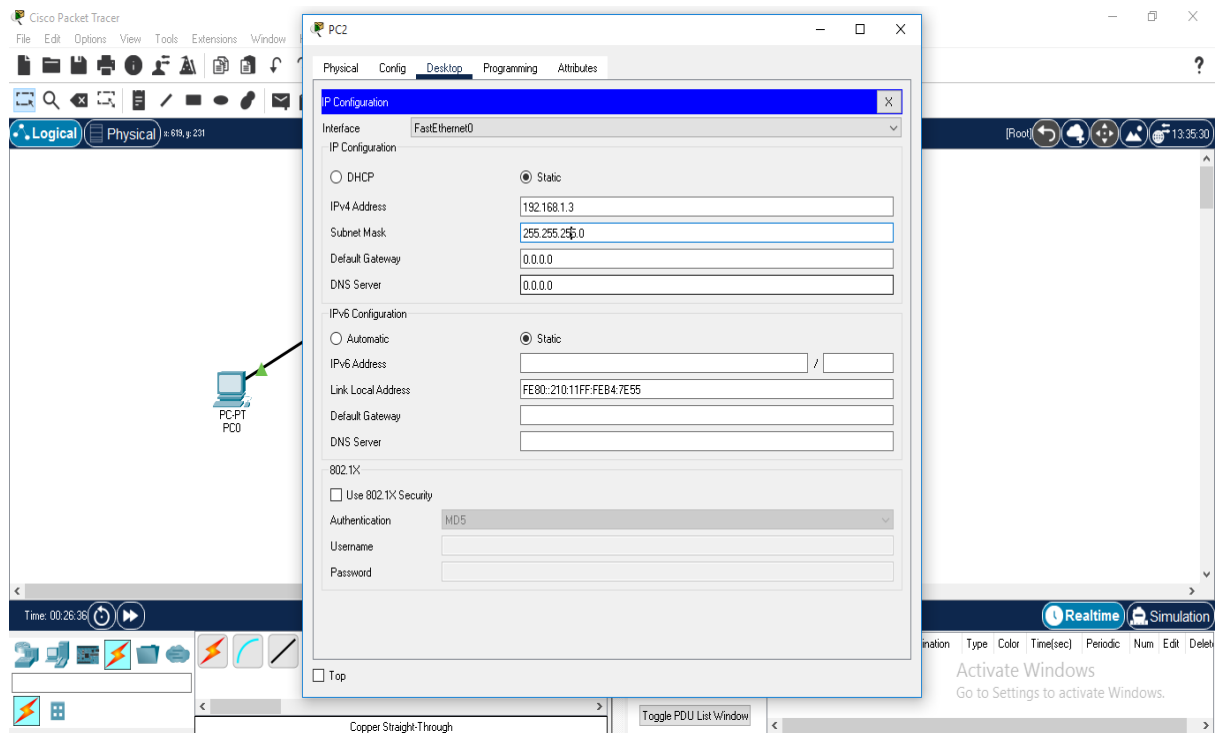 Cisco Packet Tracer
File Edit Options View Tools Extensions Window
Logical Physical x: 619, y: 231
[Root] 13:35:30
PC2
Physical Config Desktop Programming Attributes
IP Configuration X
Interface FastEthernet0
IP Configuration
DHCP Static
IPv4 Address 192.168.1.3
Subnet Mask 255.255.255.0
Default Gateway 0.0.0.0
DNS Server 0.0.0.0
IPv6 Configuration
Automatic Static
IPv6 Address /
Link Local Address FE80::210:11FF:FEB4:7E55
Default Gateway
DNS Server
802.1X
Use 802.1X Security
Authentication MD5
Username
Password
Top
PC-PT
PC0
Time: 00:26:36
Realtime Simulation
ination Type Color Time(sec) Periodic Num Edit Delet
Activate Windows
Go to Settings to activate Windows.
Toggle PDU List Window
Copper Straight-Through